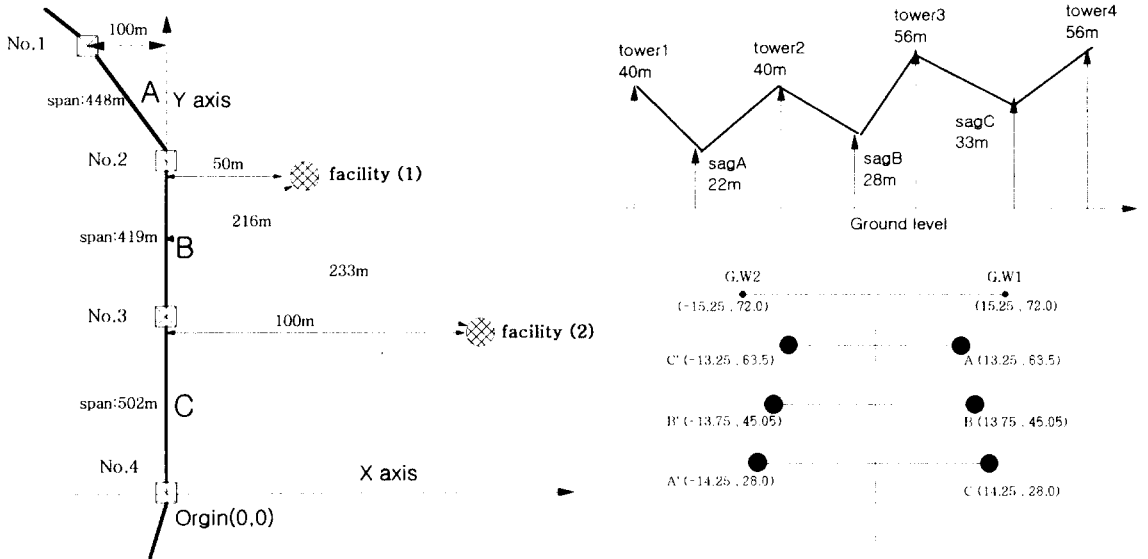 100m
No.1
span:448m
A
Y axis
No.2
50m
facility (1)
216m
span:419m
B
233m
No.3
100m
facility (2)
span:502m
C
No.4
X axis
Orgin(0,0)
tower1
40m
tower2
40m
tower3
56m
tower4
56m
sagA
22m
sagB
28m
sagC
33m
Ground level
G.W2
(-15.25 , 72.0)
G.W1
(15.25 , 72.0)
C' (-13.25 , 63.5)
A (13.25 , 63.5)
B' (-13.75 , 45.05)
B (13.75 , 45.05)
A' (-14.25 , 28.0)
C (14.25 , 28.0)